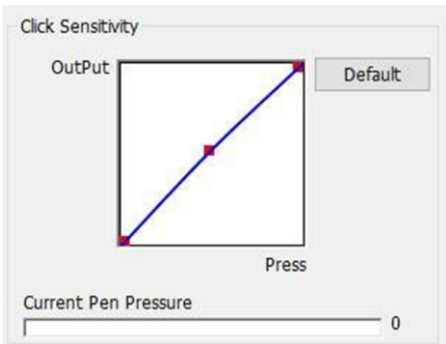 Click Sensitivity
OutPut
Default
Press
Current Pen Pressure
0